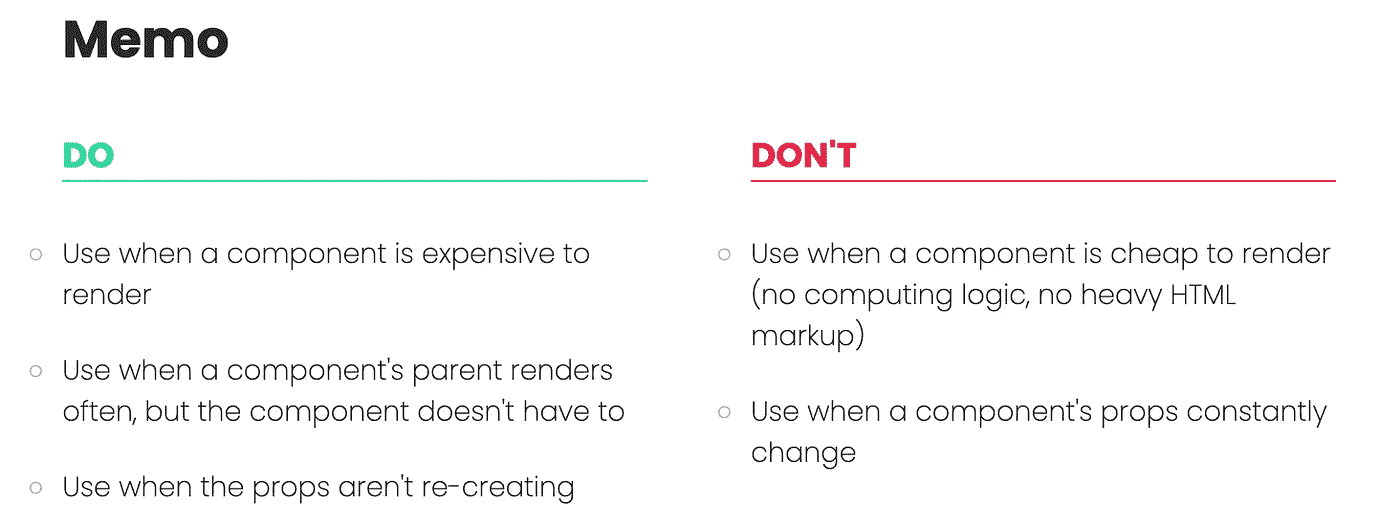 Memo
DO
Use when a component is expensive to
render
Use when a component's parent renders
often, but the component doesn't have to
Use when the props aren't re-creating
DON'T
Use when a component is cheap to render
(no computing logic, no heavy HTML
markup)
Use when a component's props constantly
change